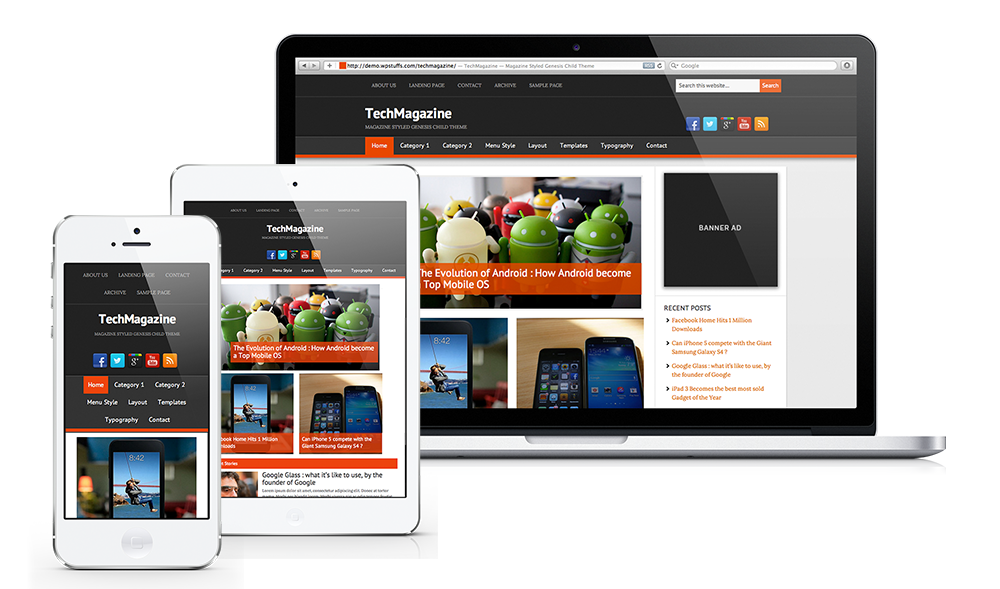 http://demo.wpstuffs.com/techmagazine/ — TechMagazine — Magazine Styled Genesis Child Theme
RSS
Google
ABOUT US LANDING PAGE CONTACT ARCHIVE SAMPLE PAGE
Search this website... Search
TechMagazine
MAGAZINE STYLED GENESIS CHILD THEME
Home Category 1 Category 2 Menu Style Layout Templates Typography Contact
The Evolution of Android : How Android become
Top Mobile OS
8:42
BANNER AD
RECENT POSTS
Facebook Home Hits 1 Million
Downloads
Can iPhone 5 compete with the Giant
Samsung Galaxy S4 ?
Google Glass : what it's like to use, by
the founder of Google
iPad 3 Becomes the best most sold
Gadget of the Year
ABOUT US LANDING PAGE CONTACT ARCHIVE SAMPLE PAGE
TechMagazine
MAGAZINE STYLED GENESIS CHILD THEME
gory 1 Category 2 Menu Style Layout Templates Typography Contact
The Evolution of Android : How Android become
a Top Mobile OS
8:42
book Home Hits 1 Million
nloads
Can iPhone 5 compete with the
Giant Samsung Galaxy S4 ?
Stories
Google Glass : what it's like to use, by the
founder of Google
Lorem ipsum dolor sit amet, consectetur adipiscing elit. Donec at tortor
ABOUT US LANDING PAGE CONTACT
ARCHIVE SAMPLE PAGE
TechMagazine
MAGAZINE STYLED GENESIS CHILD THEME
Home Category 1 Category 2
Menu Style Layout Templates
Typography Contact
8:42